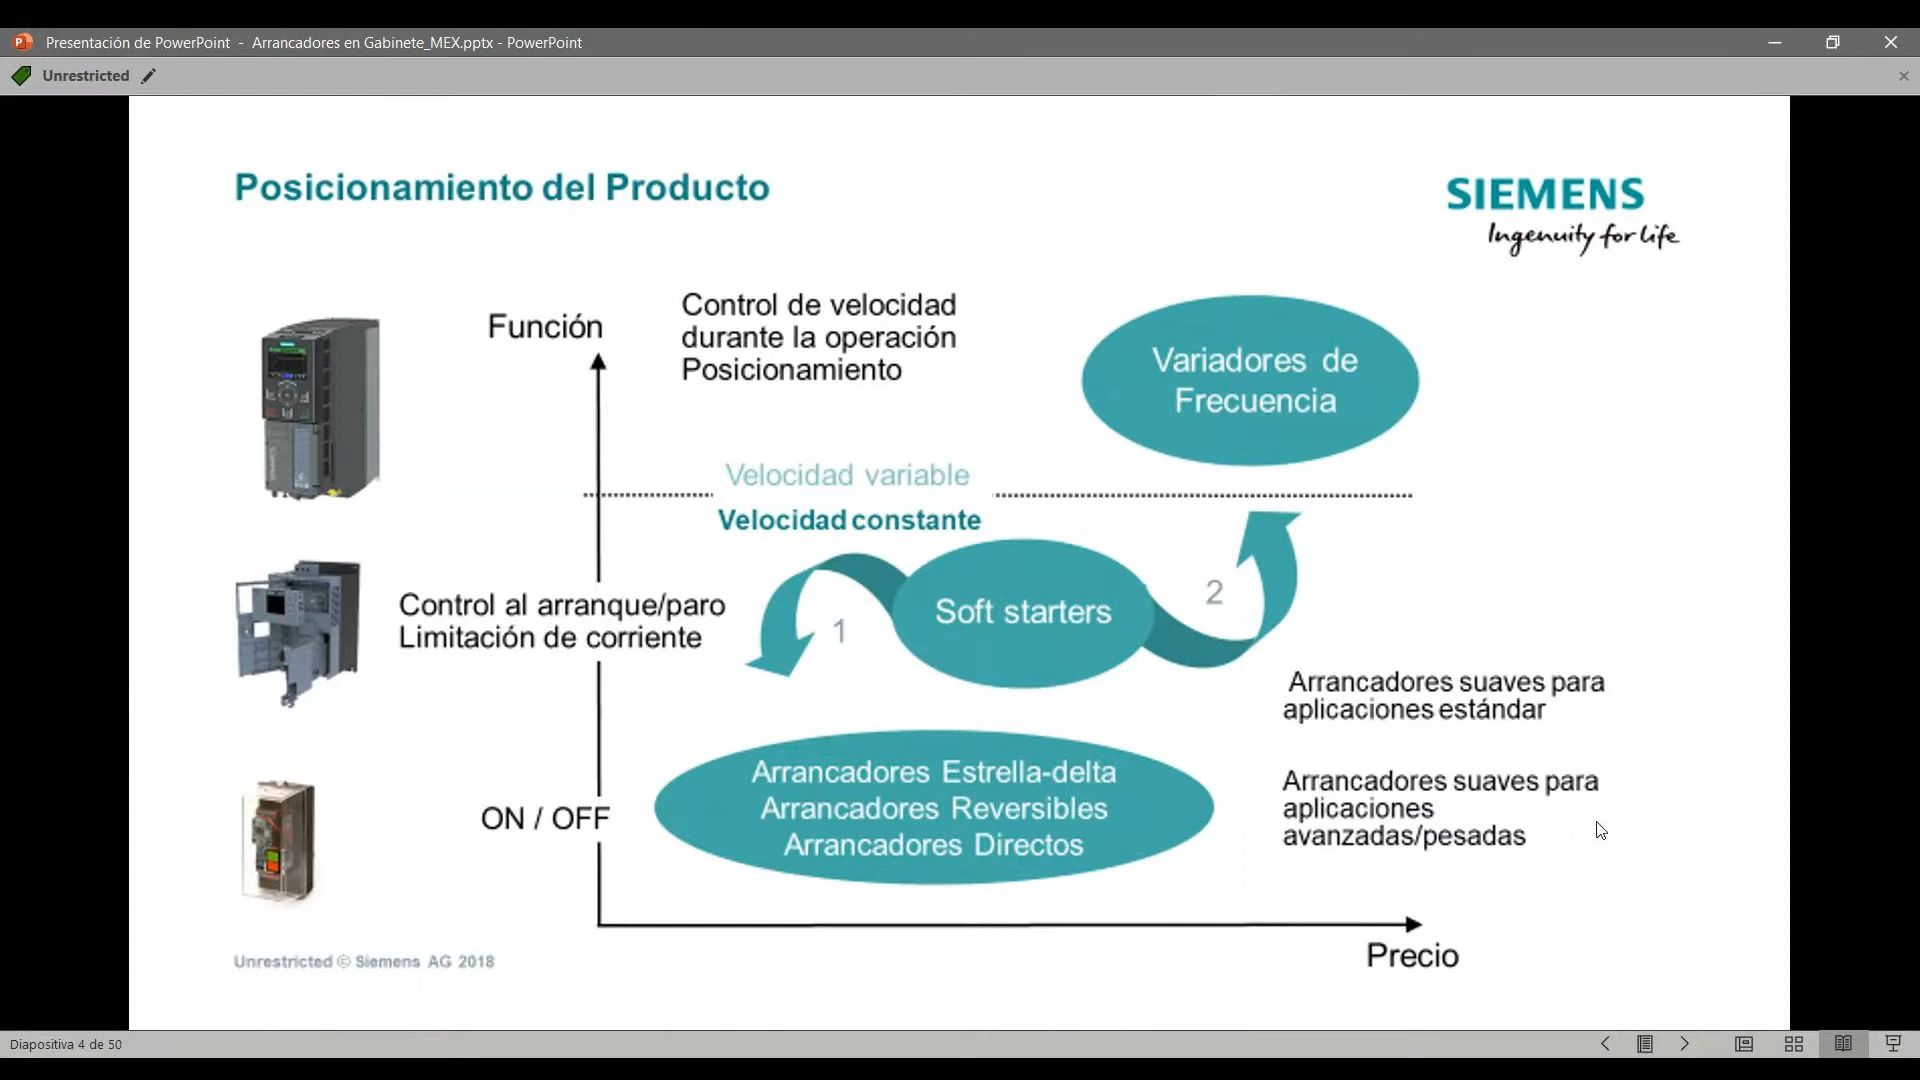 Presentación de PowerPoint - Arrancadores en Gabinete_MEX.pptx - PowerPoint
Unrestricted
Posicionamiento del Producto
SIEMENS
Ingenuity for life
Función
Control de velocidad
durante la operación
Posicionamiento
Variadores de
Frecuencia
Velocidad variable
Velocidad constante
Control al arranque/paro
Limitación de corriente
1
Soft starters
2
Arrancadores suaves para
aplicaciones estándar
ON / OFF
Arrancadores Estrella-delta
Arrancadores Reversibles
Arrancadores Directos
Arrancadores suaves para
aplicaciones
avanzadas/pesadas
Precio
Unrestricted © Siemens AG 2018
Diapositiva 4 de 50